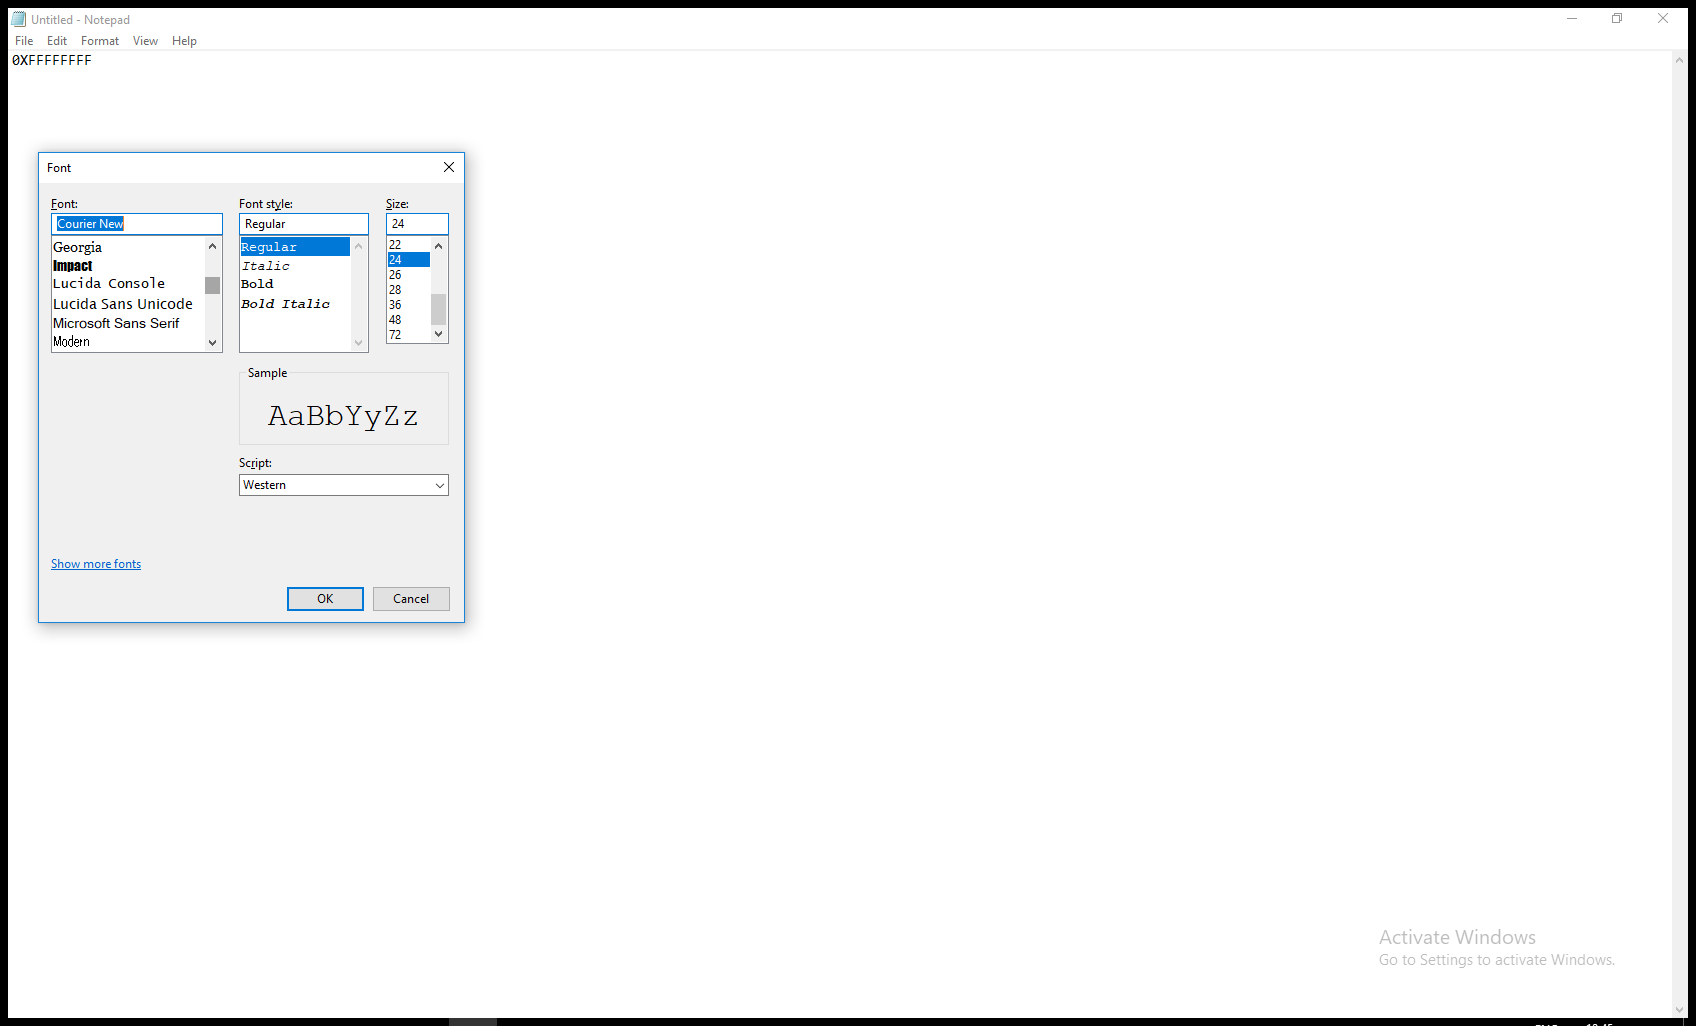 Untitled - Notepad
File Edit Format View Help
0XFFFFFFFF
Font
Font: Font style: Size:
Courier New Regular 24
Georgia
Impact
Lucida Console
Lucida Sans Unicode
Microsoft Sans Serif
Modern
Regular
Italic
Bold
Bold Italic
22
24
26
28
36
48
72
Sample
AaBbYyZz
Script:
Western
Show more fonts
OK Cancel
Activate Windows
Go to Settings to activate Windows.